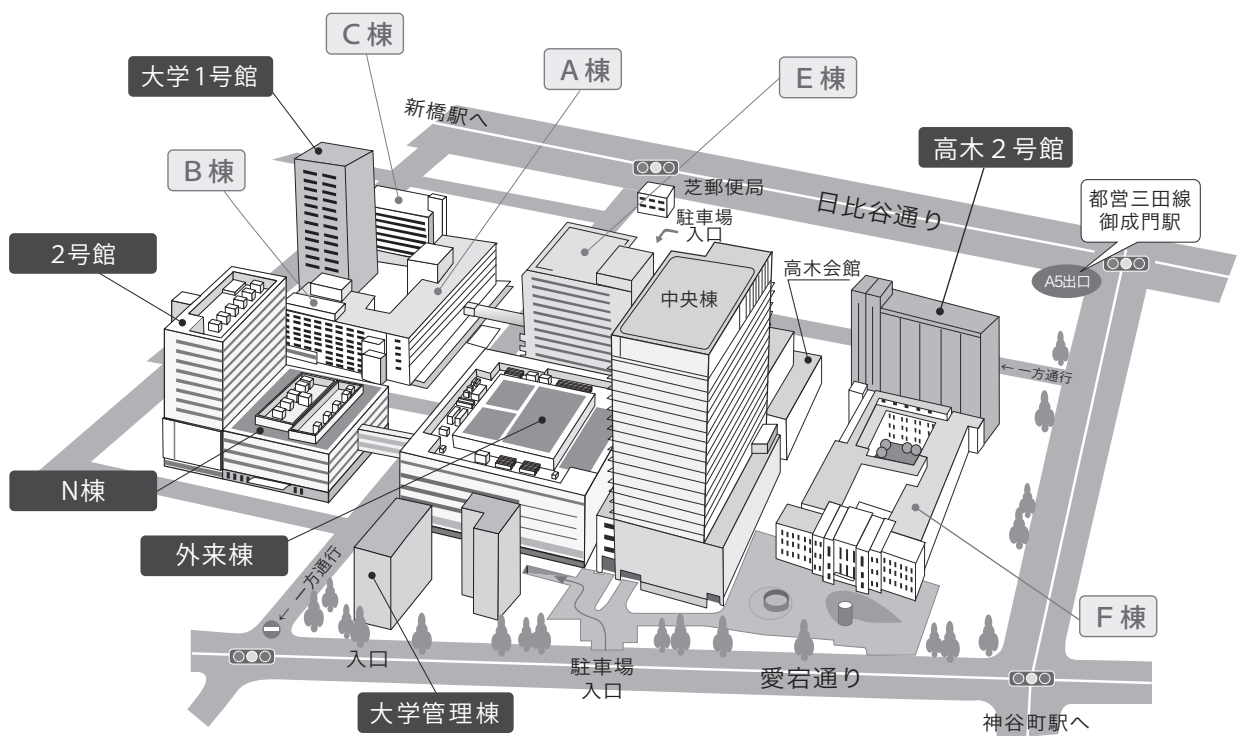 C棟
大学1号館
A棟
E棟
新橋駅へ
B棟
高木2号館
芝郵便局
日比谷通り
都営三田線
御成門駅
駐車場
入口
2号館
高木会館
A5出口
中央棟
←一方通行
N棟
外来棟
←一方通行
F棟
入口
駐車場
入口
愛宕通り
大学管理棟
神谷町駅へ